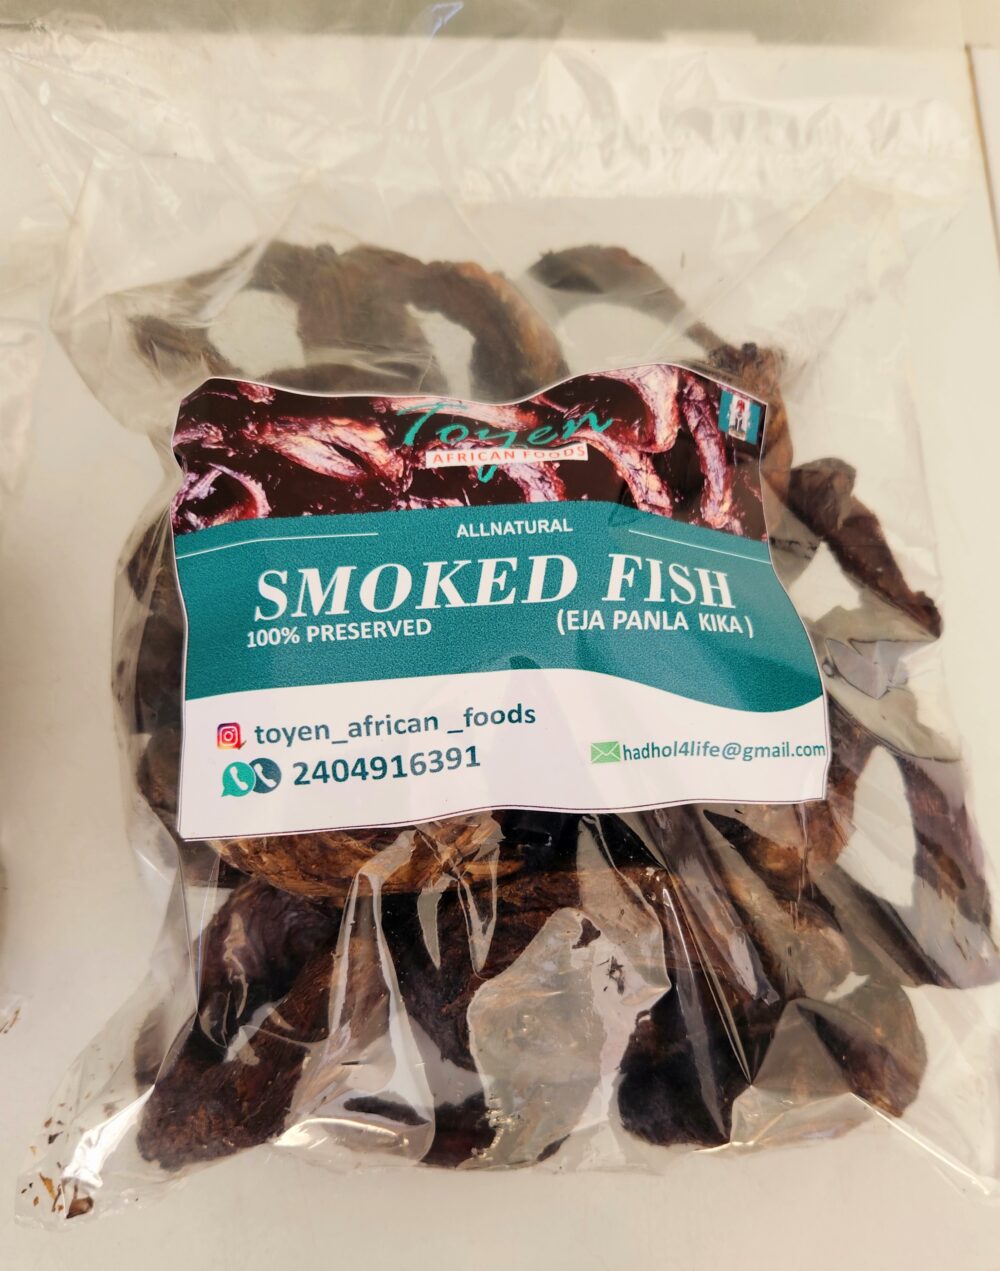 Toyen
AFRICAN FOODS
ALLNATURAL
SMOKED FISH
100% PRESERVED (EJA PANLA KIKA)
toyen_african _foods
2404916391
hadhol4life@gmail.com